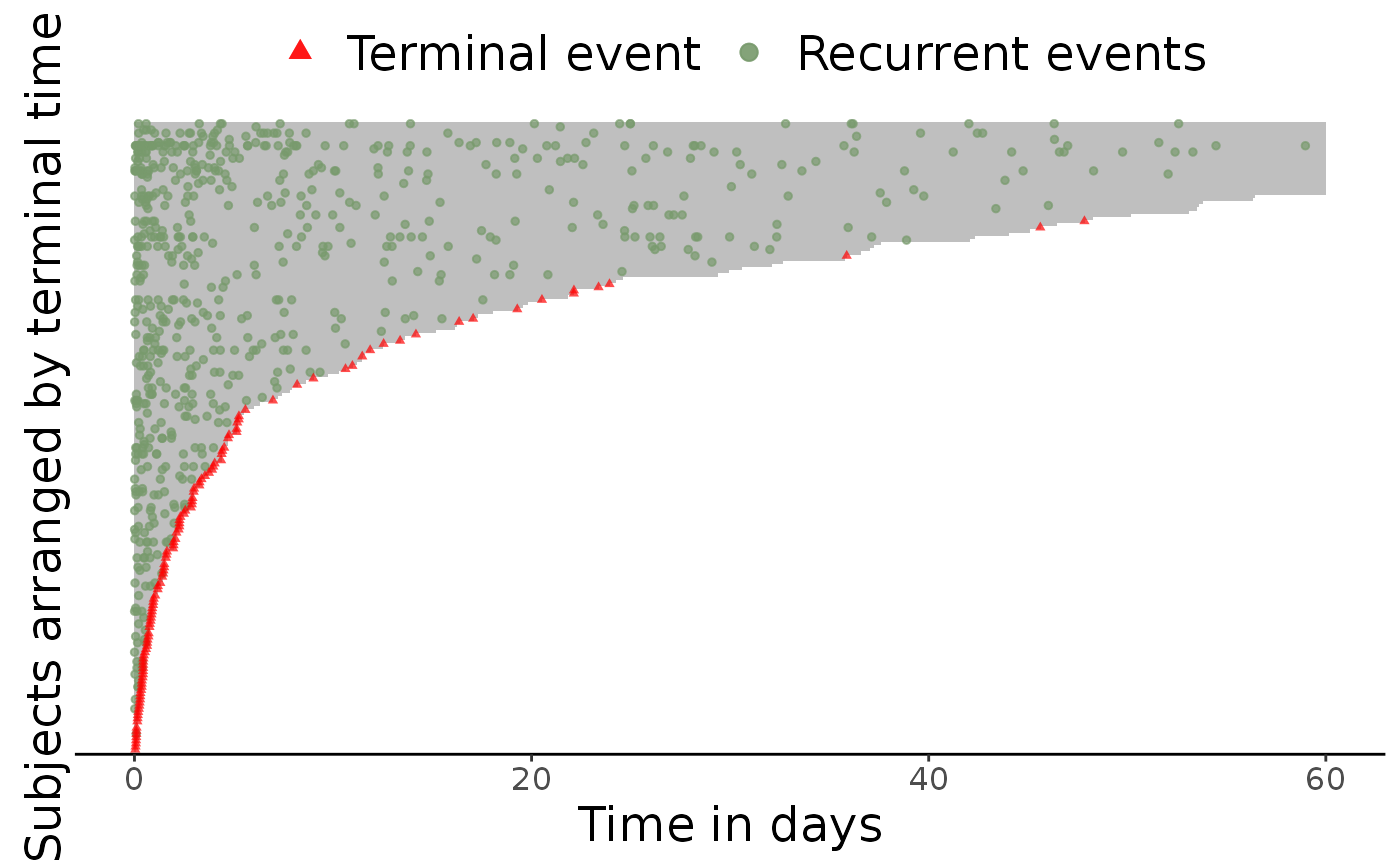 Terminal event Recurrent events
Subjects arranged by terminal time
0 20 40 60
Time in days